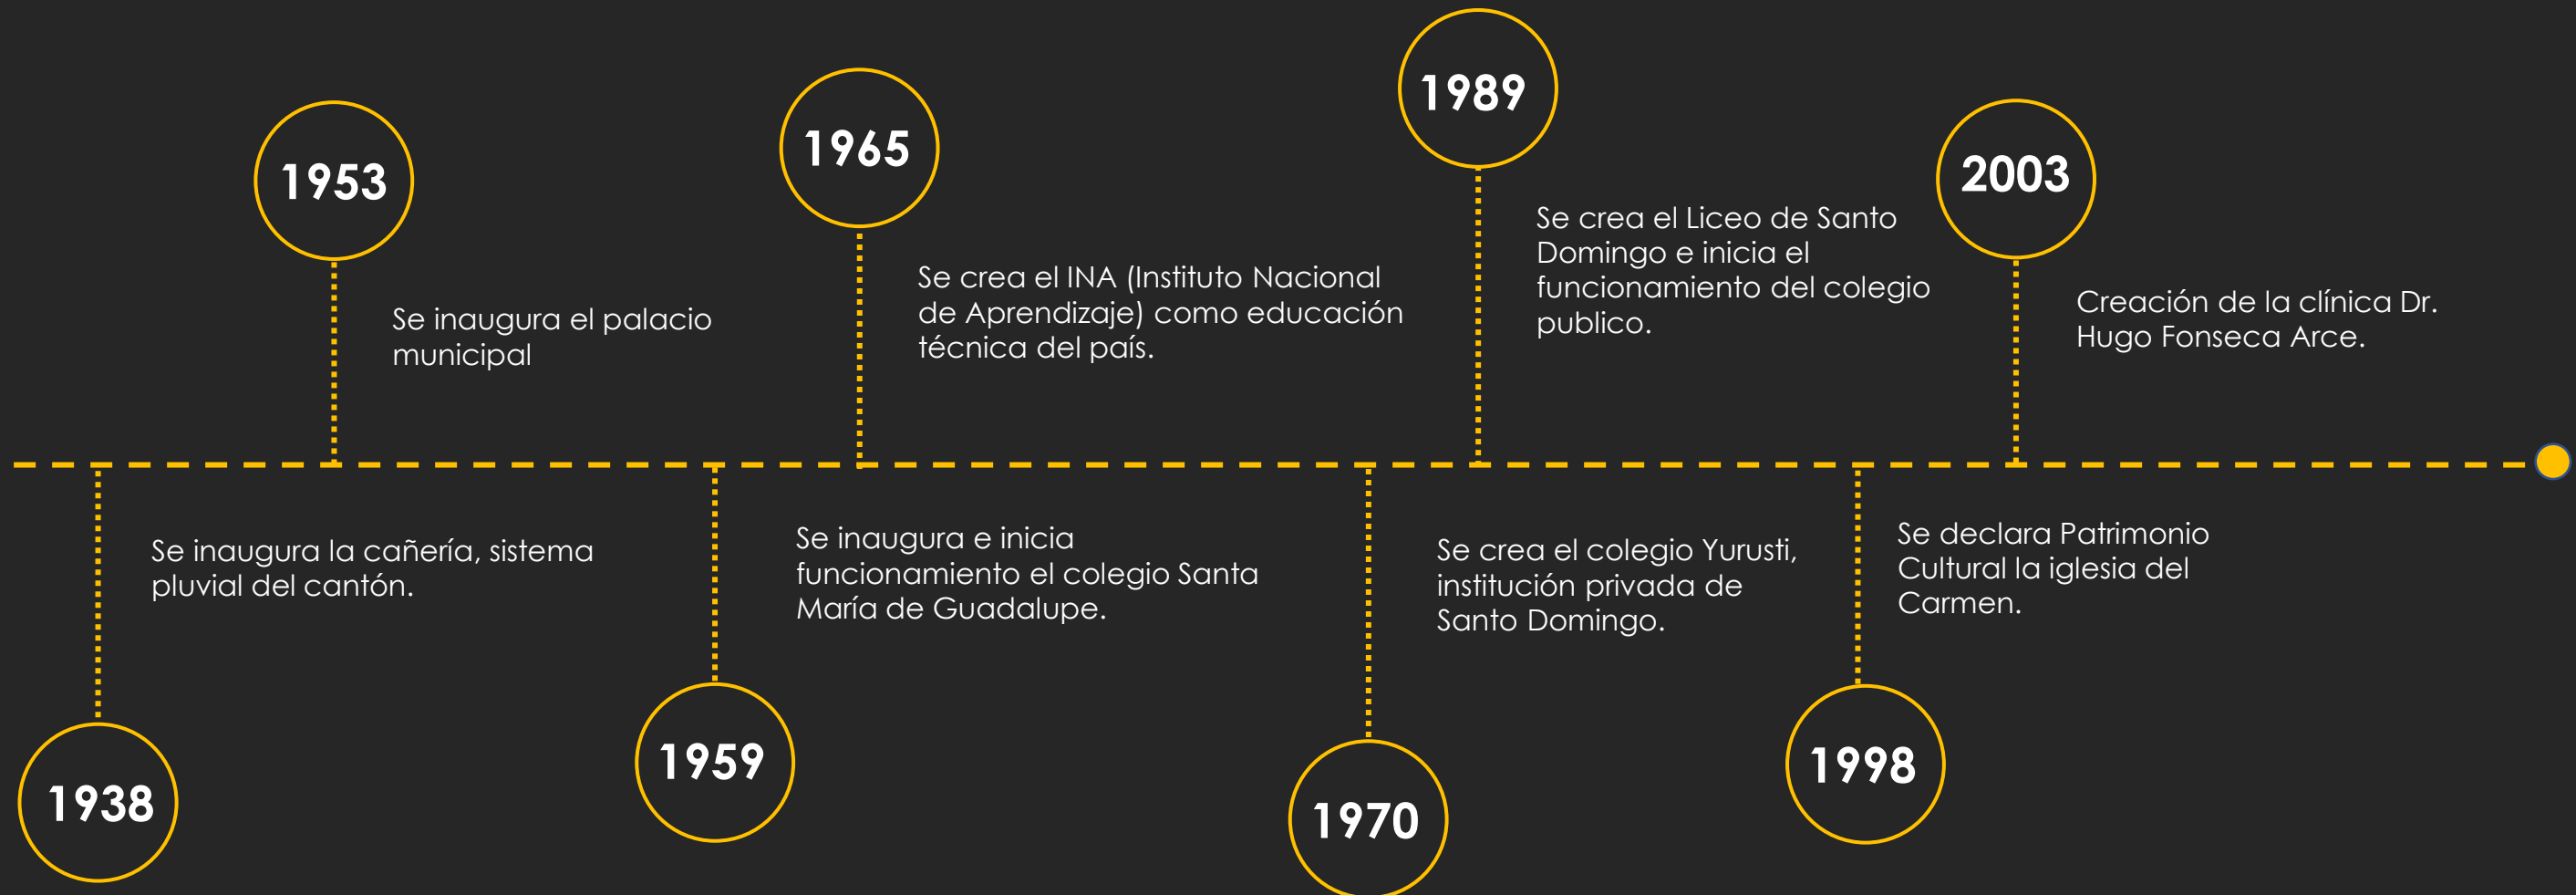 1938
Se inaugura la cañería, sistema
pluvial del cantón.
1953
Se inaugura el palacio
municipal
1959
Se inaugura e inicia
funcionamiento el colegio Santa
María de Guadalupe.
1965
Se crea el INA (Instituto Nacional
de Aprendizaje) como educación
técnica del país.
1970
Se crea el colegio Yurusti,
institución privada de
Santo Domingo.
1989
Se crea el Liceo de Santo
Domingo e inicia el
funcionamiento del colegio
publico.
1998
Se declara Patrimonio
Cultural la iglesia del
Carmen.
2003
Creación de la clínica Dr.
Hugo Fonseca Arce.